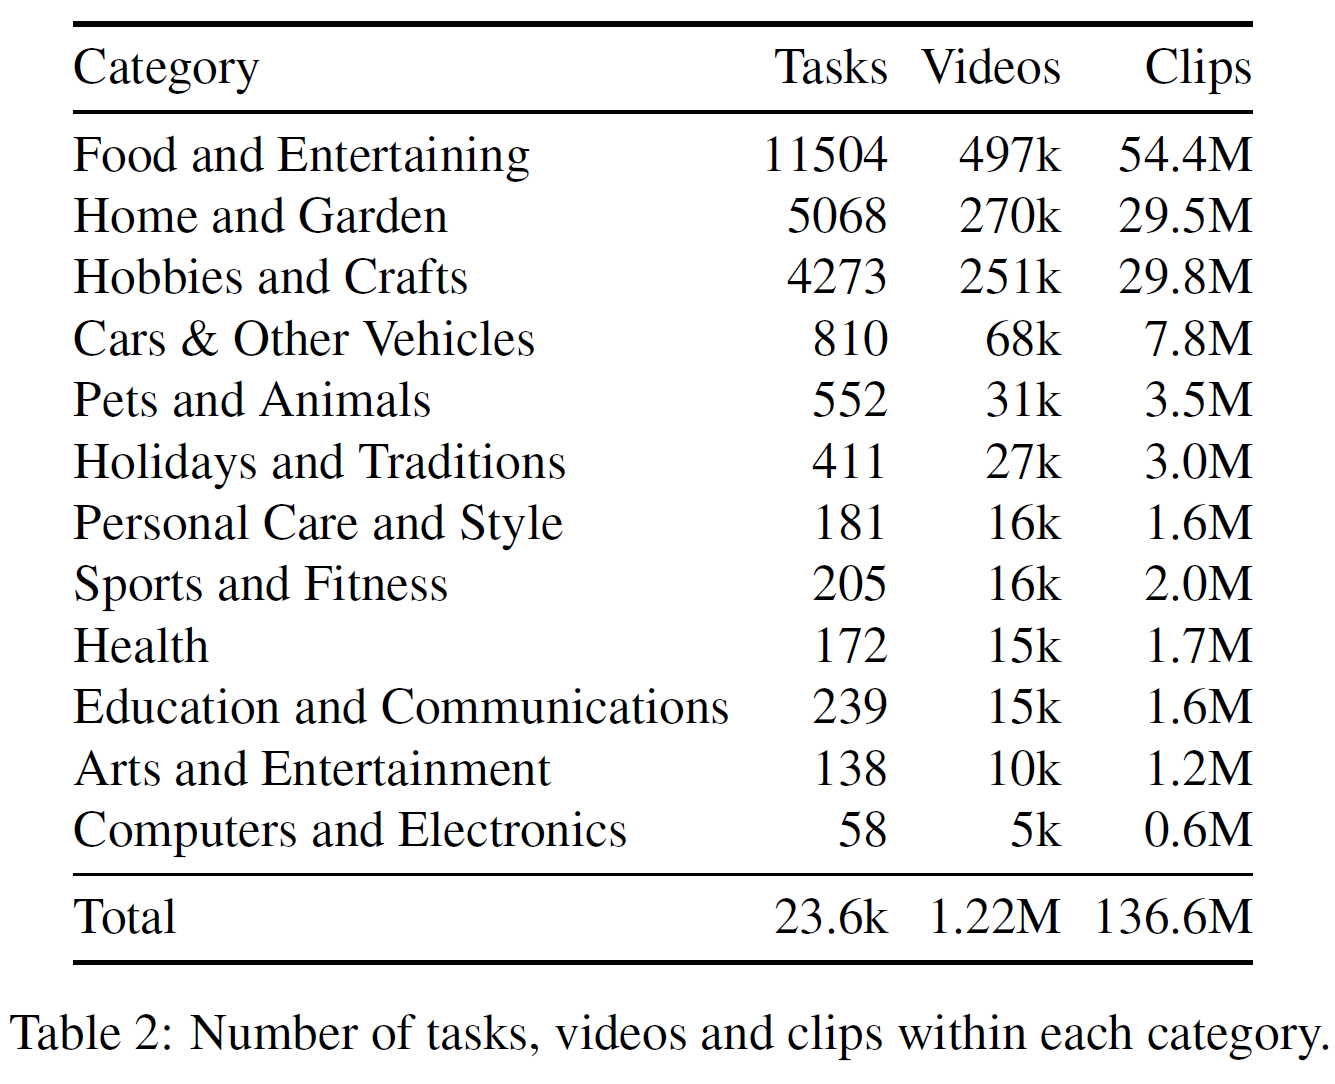 Category Tasks Videos Clips
Food and Entertaining 11504 497k 54.4M
Home and Garden 5068 270k 29.5M
Hobbies and Crafts 4273 251k 29.8M
Cars & Other Vehicles 810 68k 7.8M
Pets and Animals 552 31k 3.5M
Holidays and Traditions 411 27k 3.0M
Personal Care and Style 181 16k 1.6M
Sports and Fitness 205 16k 2.0M
Health 172 15k 1.7M
Education and Communications 239 15k 1.6M
Arts and Entertainment 138 10k 1.2M
Computers and Electronics 58 5k 0.6M
Total 23.6k 1.22M 136.6M
Table 2: Number of tasks, videos and clips within each category.